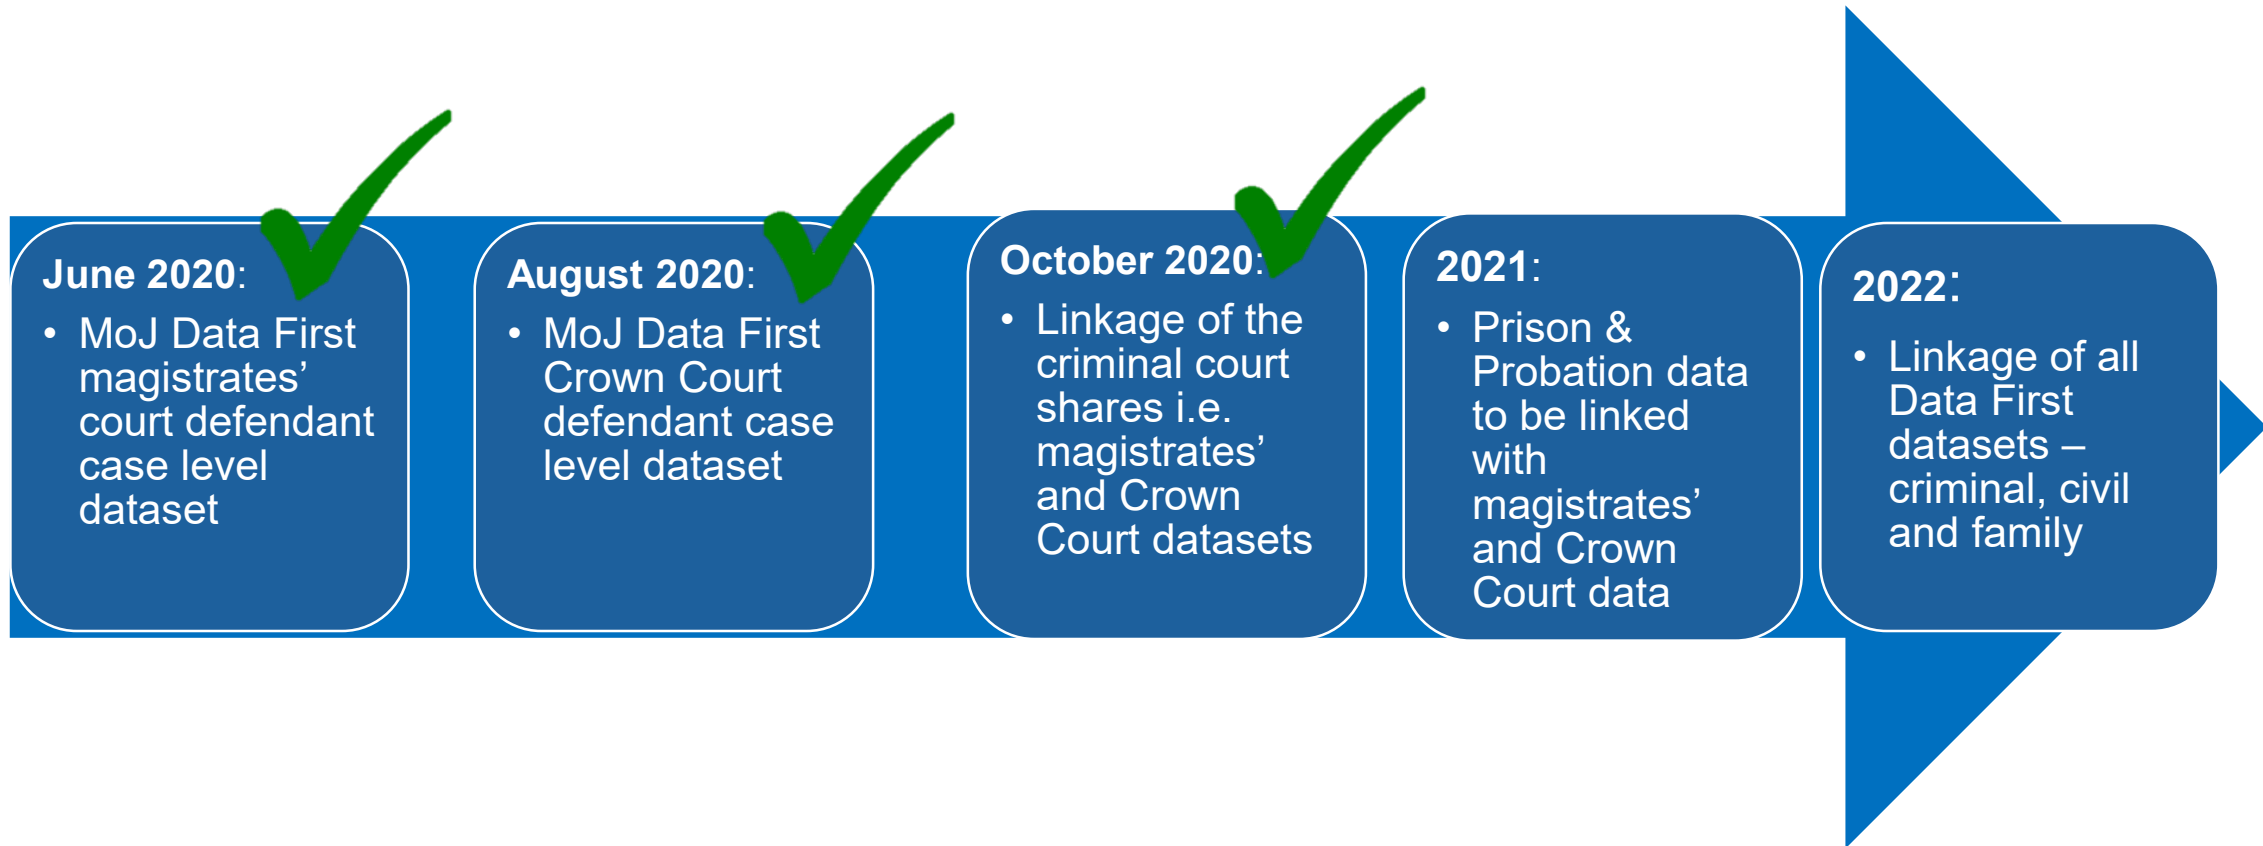 June 2020:
• MoJ Data First
magistrates’
court defendant
case level
dataset
August 2020:
• MoJ Data First
Crown Court
defendant case
level dataset
October 2020:
• Linkage of the
criminal court
shares i.e.
magistrates’
and Crown
Court datasets
2021:
• Prison &
Probation data
to be linked
with
magistrates’
and Crown
Court data
2022:
• Linkage of all
Data First
datasets –
criminal, civil
and family